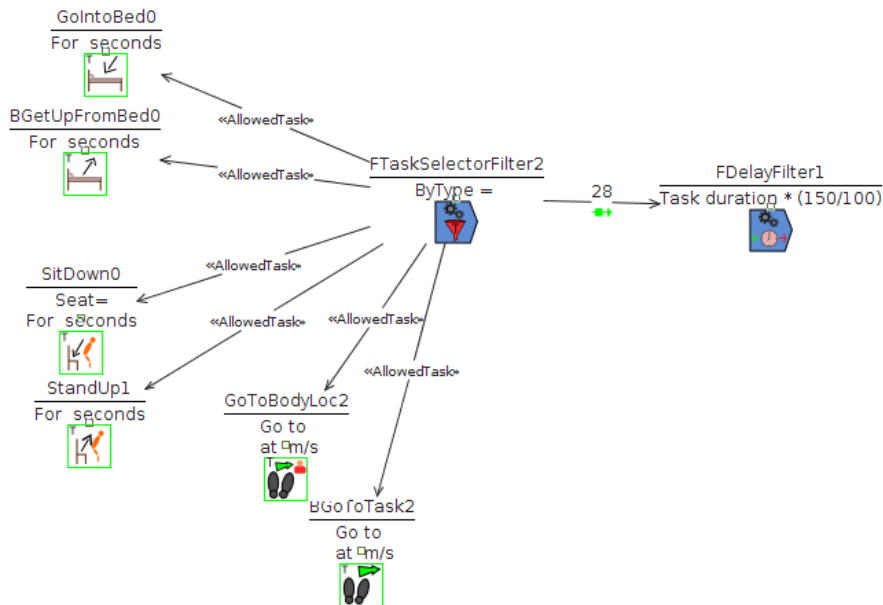 GoIntoBed0
For seconds
T
«AllowedTask»
BGetUpFromBed0
For seconds
T
«AllowedTask»
FTaskSelectorFilter2
ByType =
28
FDelayFilter1
Task duration * (150/100)
SitDown0
Seat=
For seconds
T
«AllowedTask»
StandUp1
For seconds
T
«AllowedTask»
«AllowedTask»
«AllowedTask»
GoToBodyLoc2
Go to
at m/s
T
BGoToTask2
Go to
at m/s
T